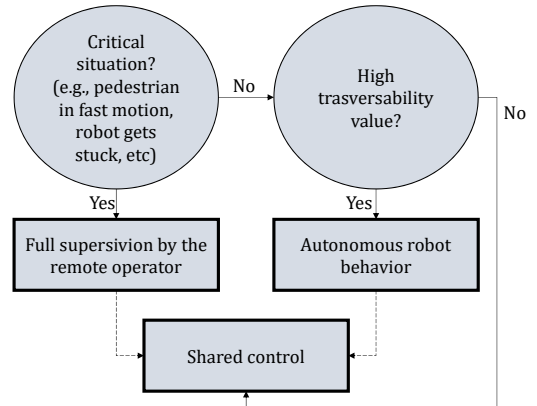 Critical
situation?
(e.g., pedestrian
in fast motion,
robot gets
stuck, etc)
No
High
trasversability
value?
No
Yes
Yes
Full supersivion by the
remote operator
Autonomous robot
behavior
Shared control